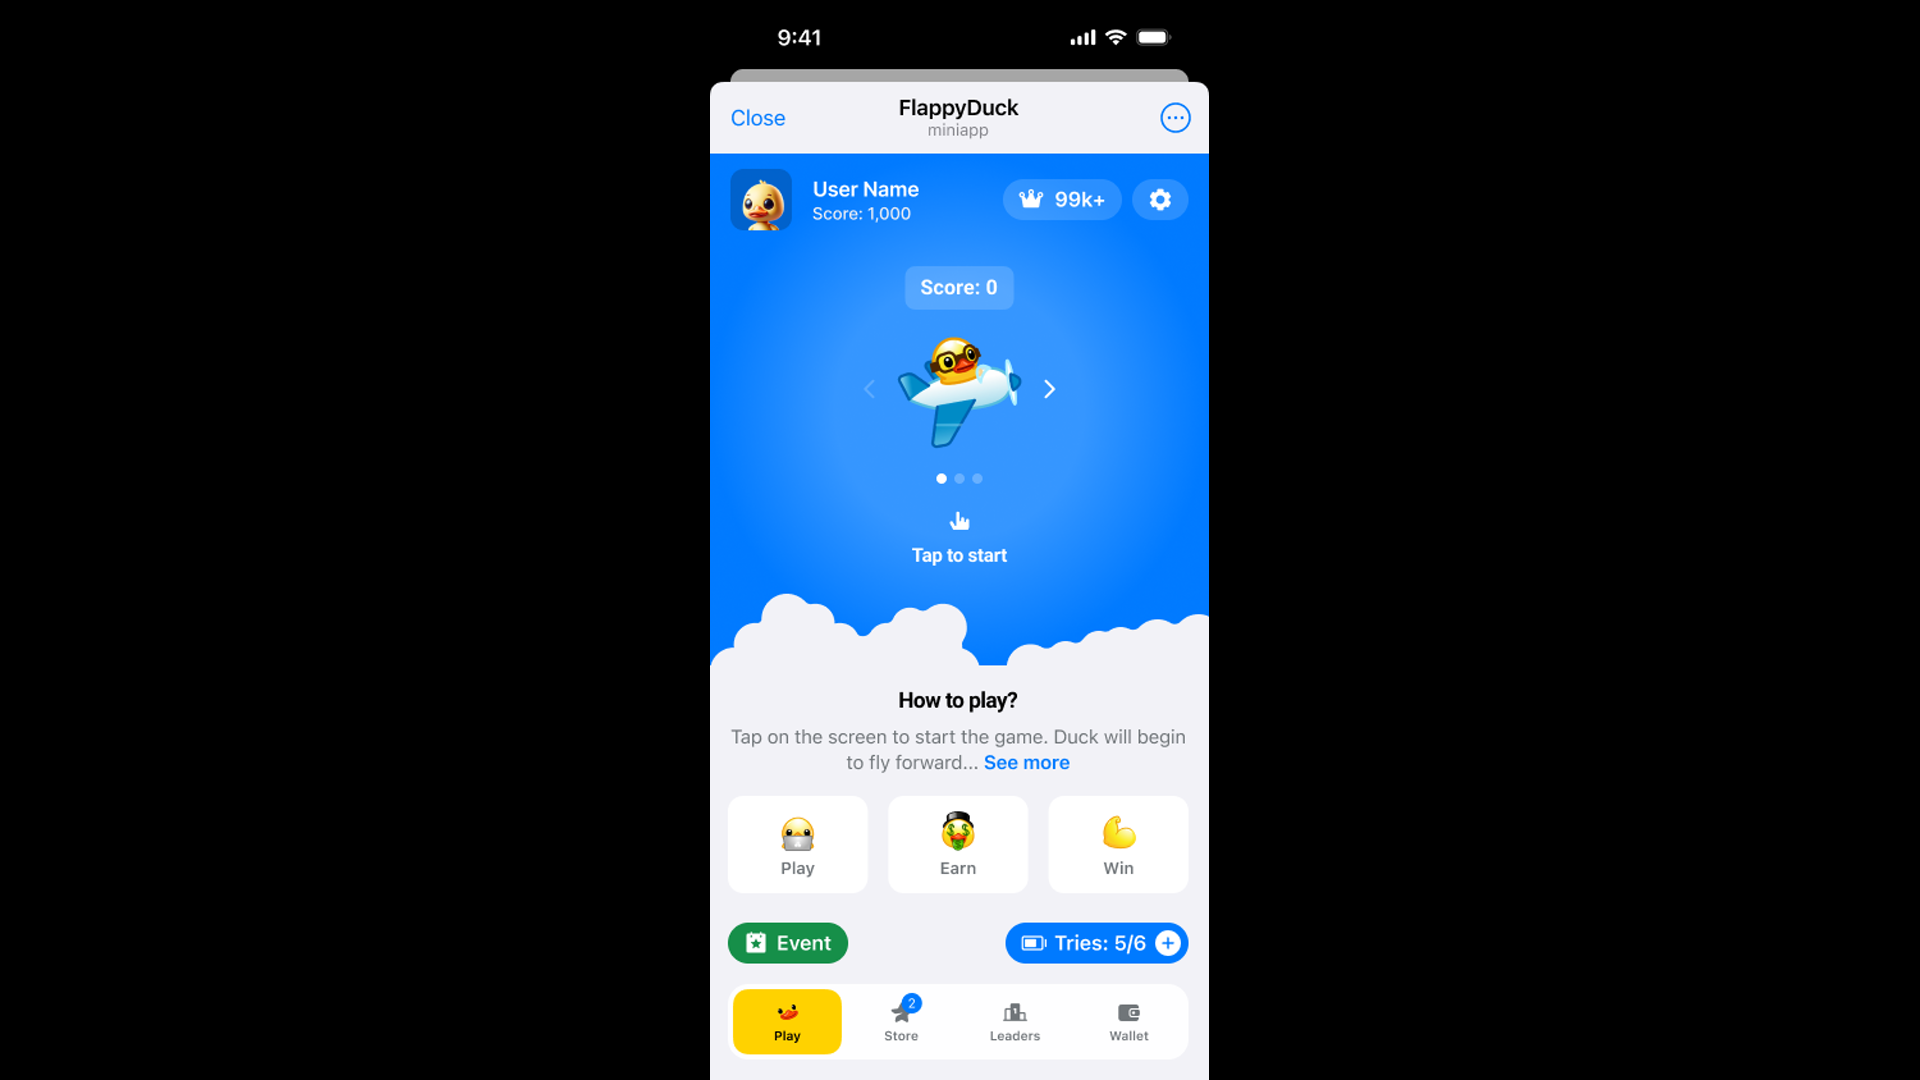 9:41
Close
FlappyDuck
miniapp
User Name
Score: 1,000
99k+
Score: 0
Tap to start
How to play?
Tap on the screen to start the game. Duck will begin
to fly forward... See more
Play
Earn
Win
Event
Tries: 5/6
2
Play
Store
Leaders
Wallet